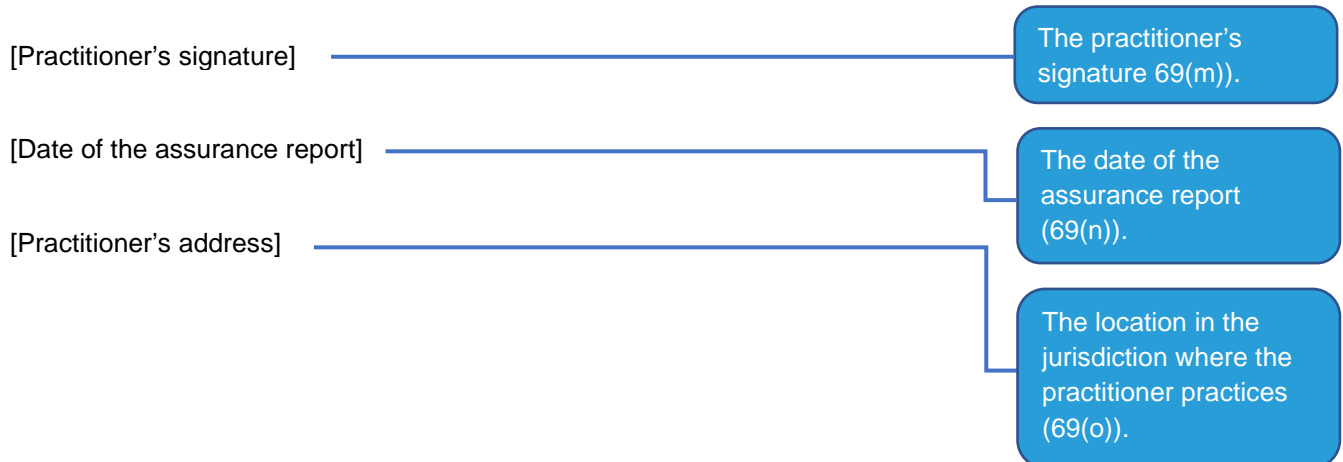 [Practitioner's signature]
The practitioner's
signature 69(m)).
[Date of the assurance report]
The date of the
assurance report
(69(n)).
[Practitioner's address]
The location in the
jurisdiction where the
practitioner practices
(69(o)).